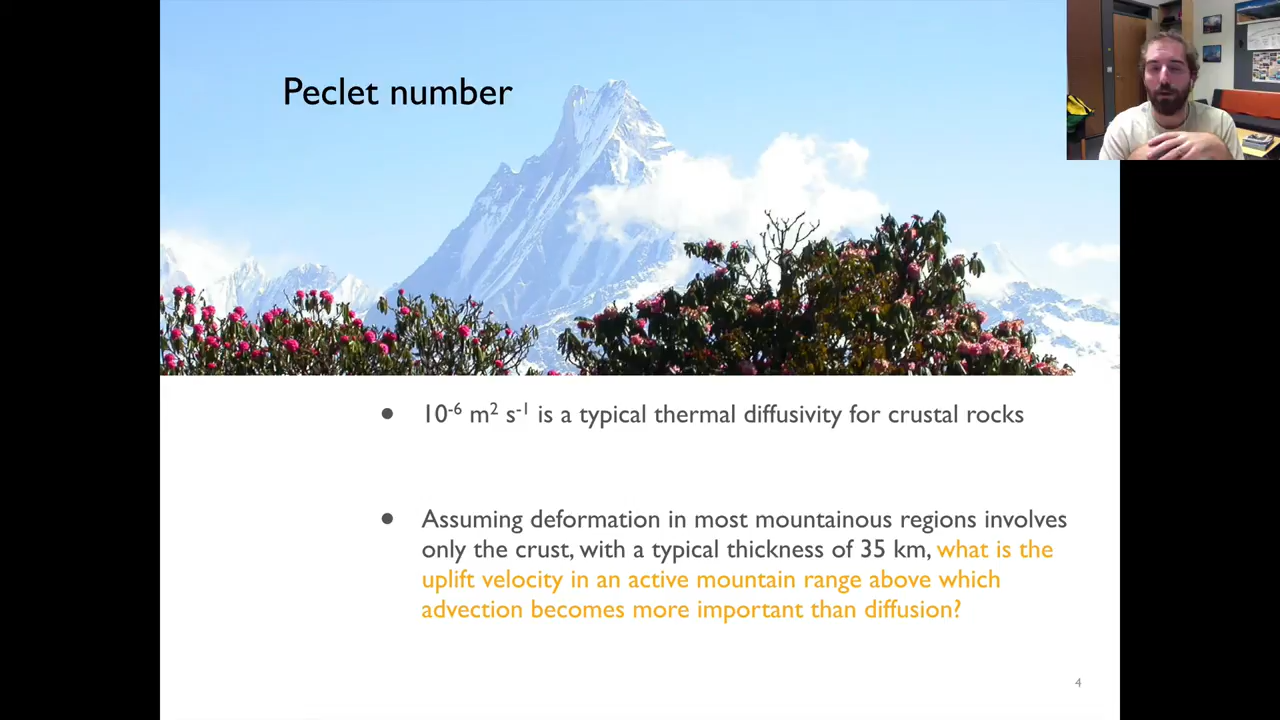 Peclet number
● 10⁻⁶ m² s⁻¹ is a typical thermal diffusivity for crustal rocks
● Assuming deformation in most mountainous regions involves
only the crust, with a typical thickness of 35 km, what is the
uplift velocity in an active mountain range above which
advection becomes more important than diffusion?
4